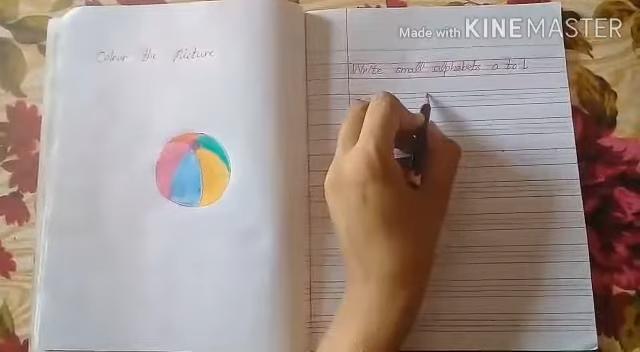 Made with KINEMASTER
Colour the Picture
Write small alphabets a to l